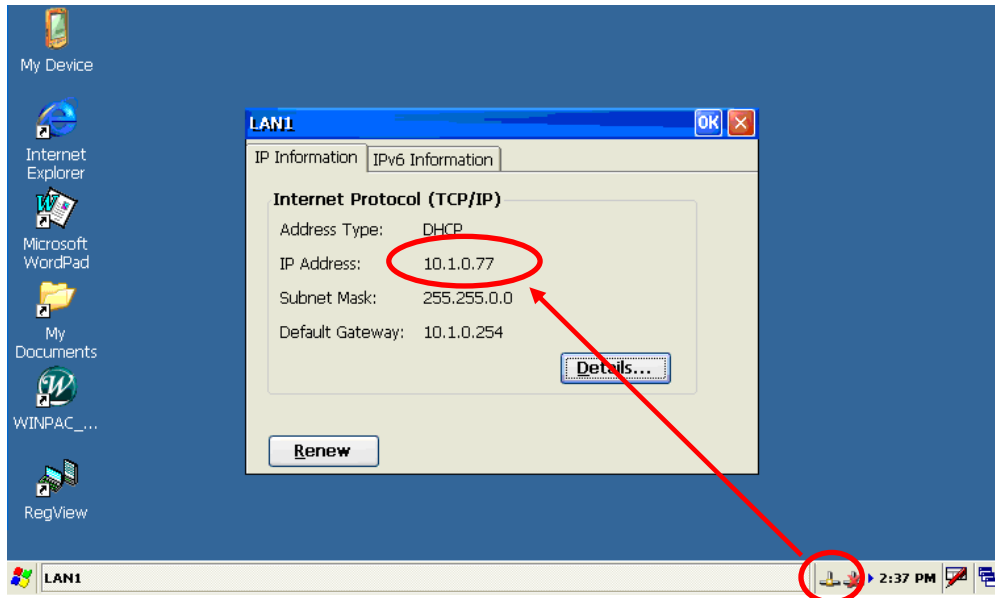 My Device
Internet
Explorer
Microsoft
WordPad
My
Documents
WINPAC_...
RegView
LAN1
OK
IP Information
IPv6 Information
Internet Protocol (TCP/IP)
Address Type: DHCP
IP Address: 10.1.0.77
Subnet Mask: 255.255.0.0
Default Gateway: 10.1.0.254
Details...
Renew
LAN1
2:37 PM